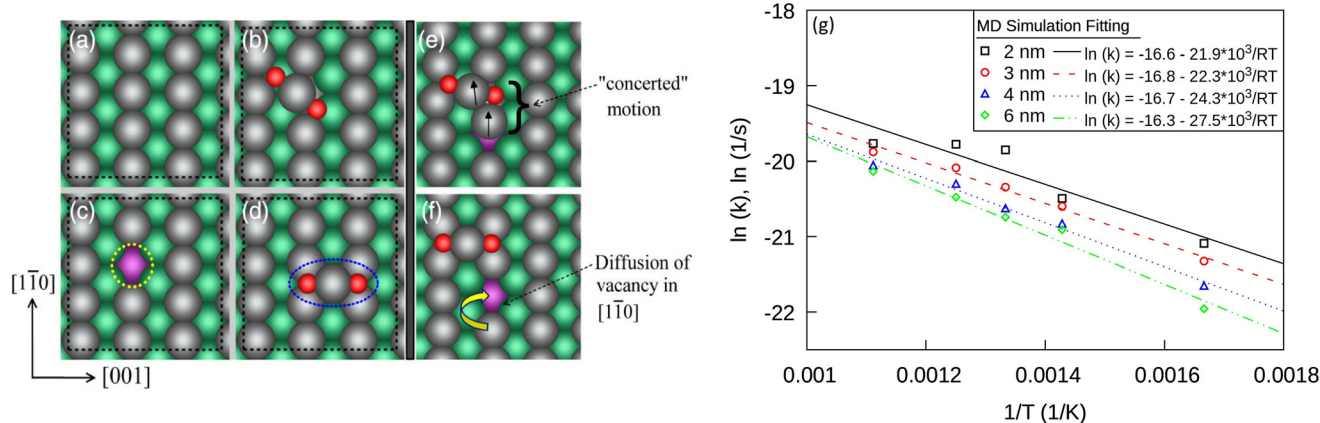 (a)
(b)
(e)
"concerted"
motion
(c)
(d)
(f)
Diffusion of
vacancy in
[11̅0]
[11̅0]
[001]
(g)
MD Simulation Fitting
2 nm ln (k) = -16.6 - 21.9*10³/RT
3 nm ln (k) = -16.8 - 22.3*10³/RT
4 nm ln (k) = -16.7 - 24.3*10³/RT
6 nm ln (k) = -16.3 - 27.5*10³/RT
ln (k), ln (1/s)
-18
-19
-20
-21
-22
0.001 0.0012 0.0014 0.0016 0.0018
1/T (1/K)